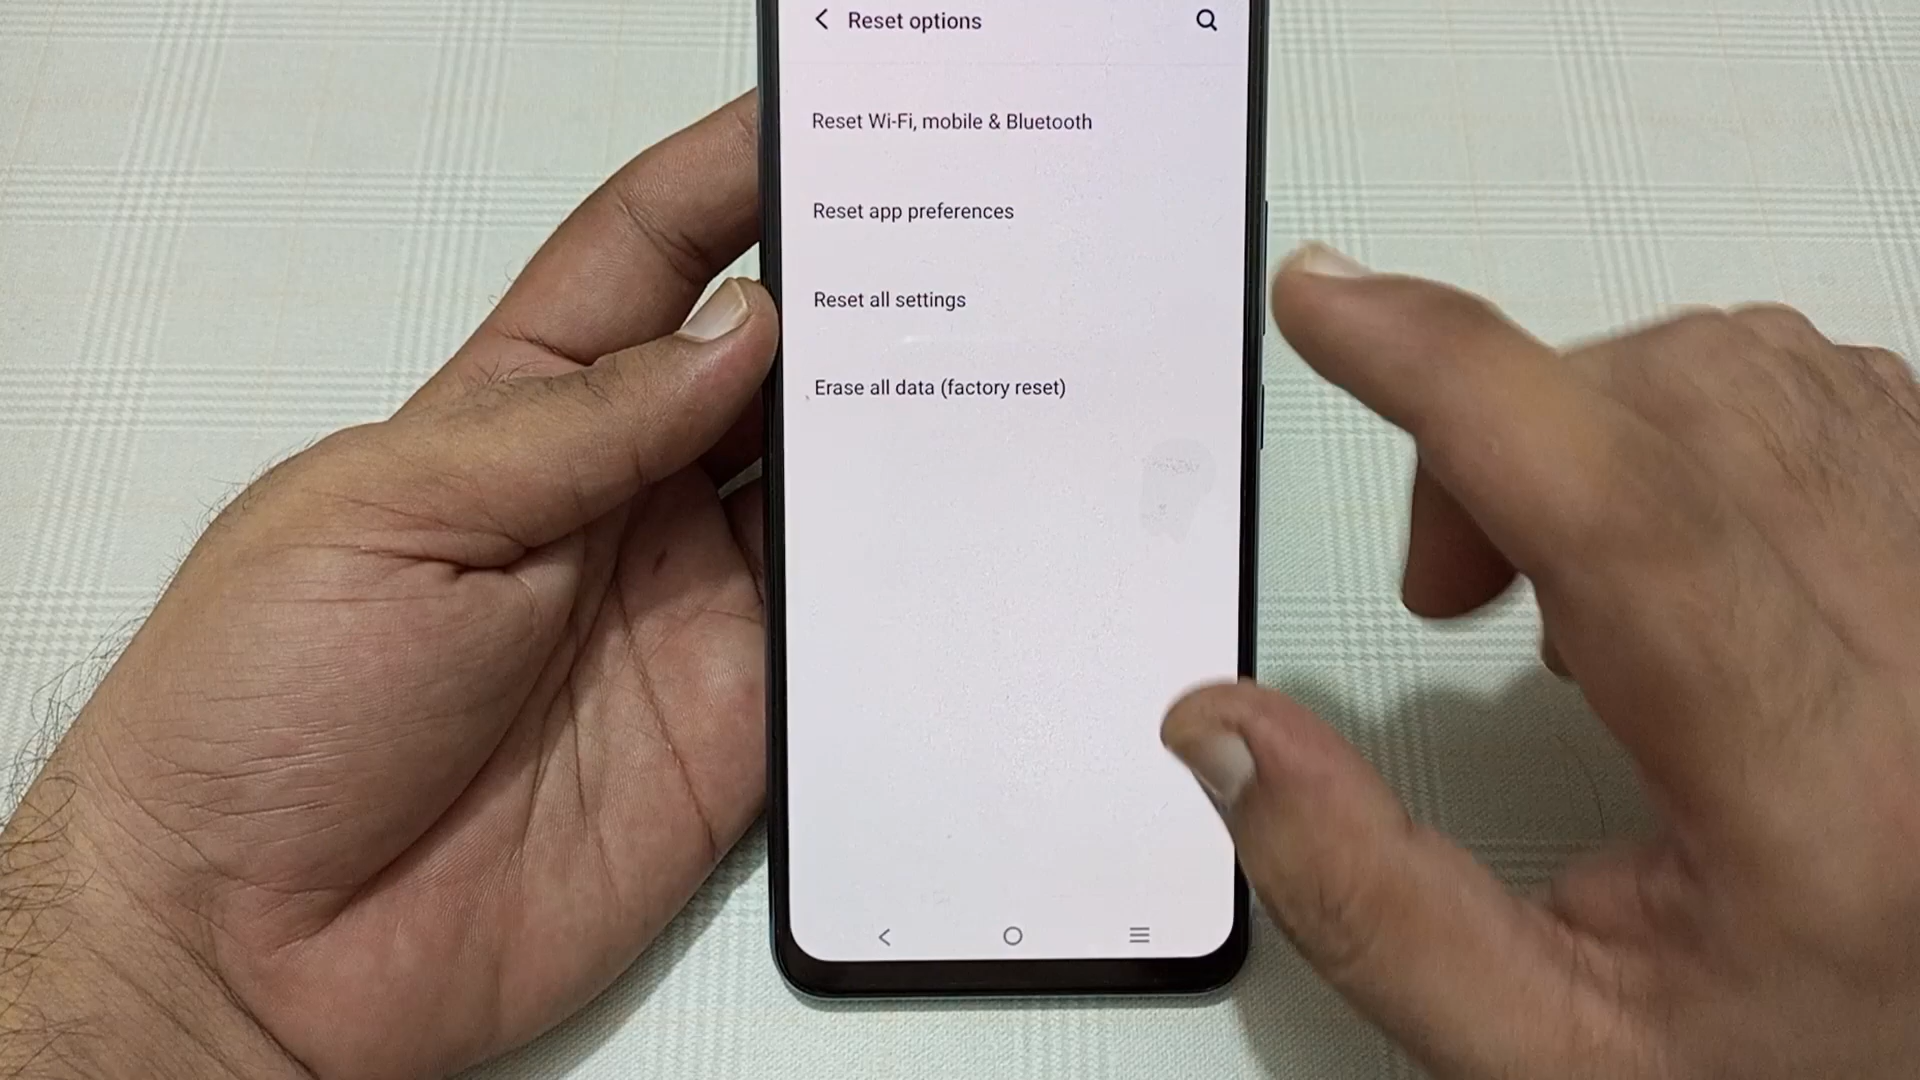 Reset options
Reset Wi-Fi, mobile & Bluetooth
Reset app preferences
Reset all settings
Erase all data (factory reset)